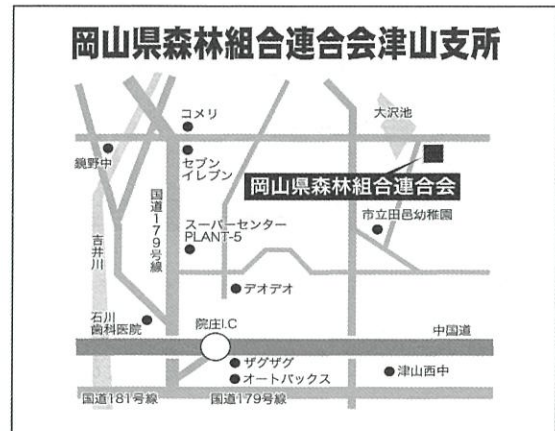 岡山県森林組合連合会津山支所
コメリ
大沢池
鏡野中
セブン
イレブン
岡山県森林組合連合会
国道179号線
市立田邑幼稚園
スーパーセンター
PLANT-5
吉井川
デオデオ
石川
歯科医院
院庄I.C
中国道
ザグザグ
オートバックス
津山西中
国道181号線
国道179号線